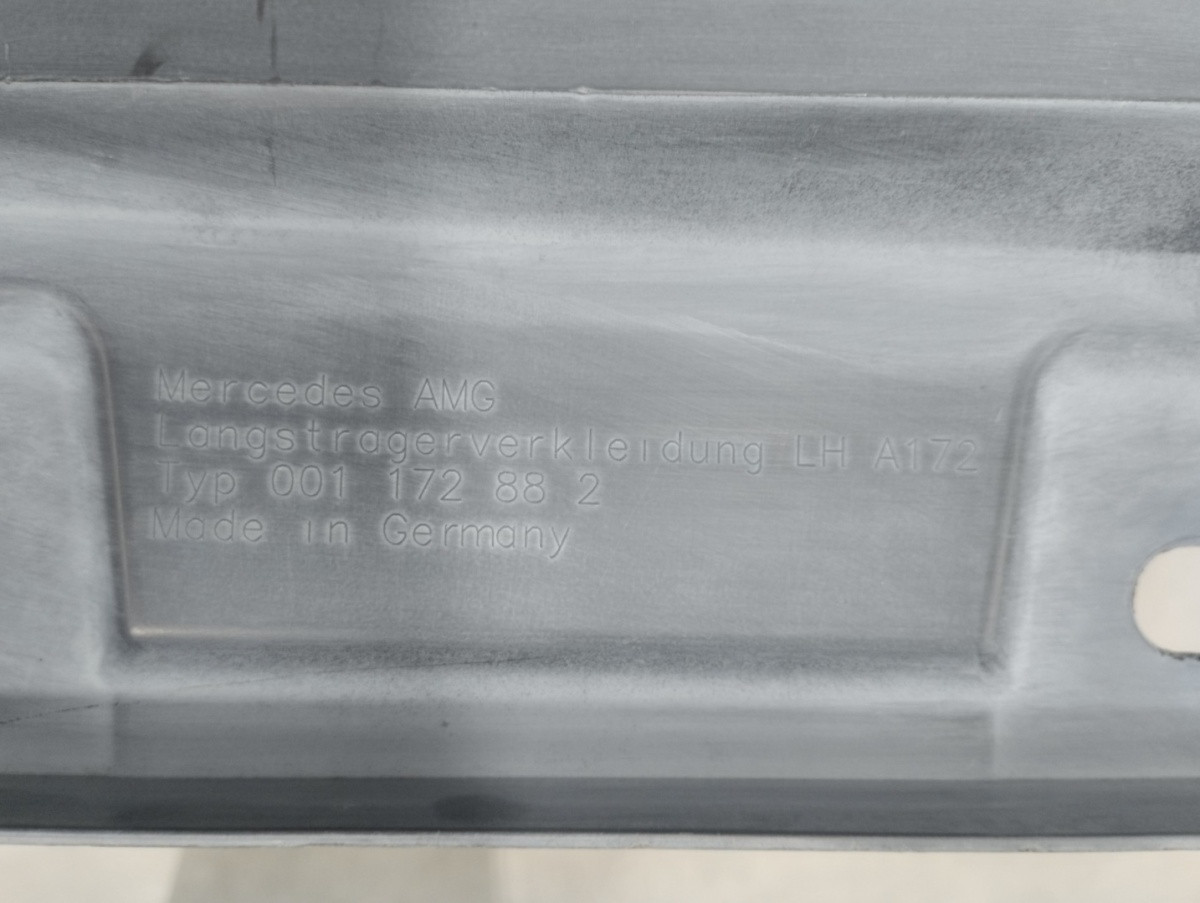 Mercedes AMG
Langstragerverkleidung LH A172
Typ 001 172 88 2
Made in Germany